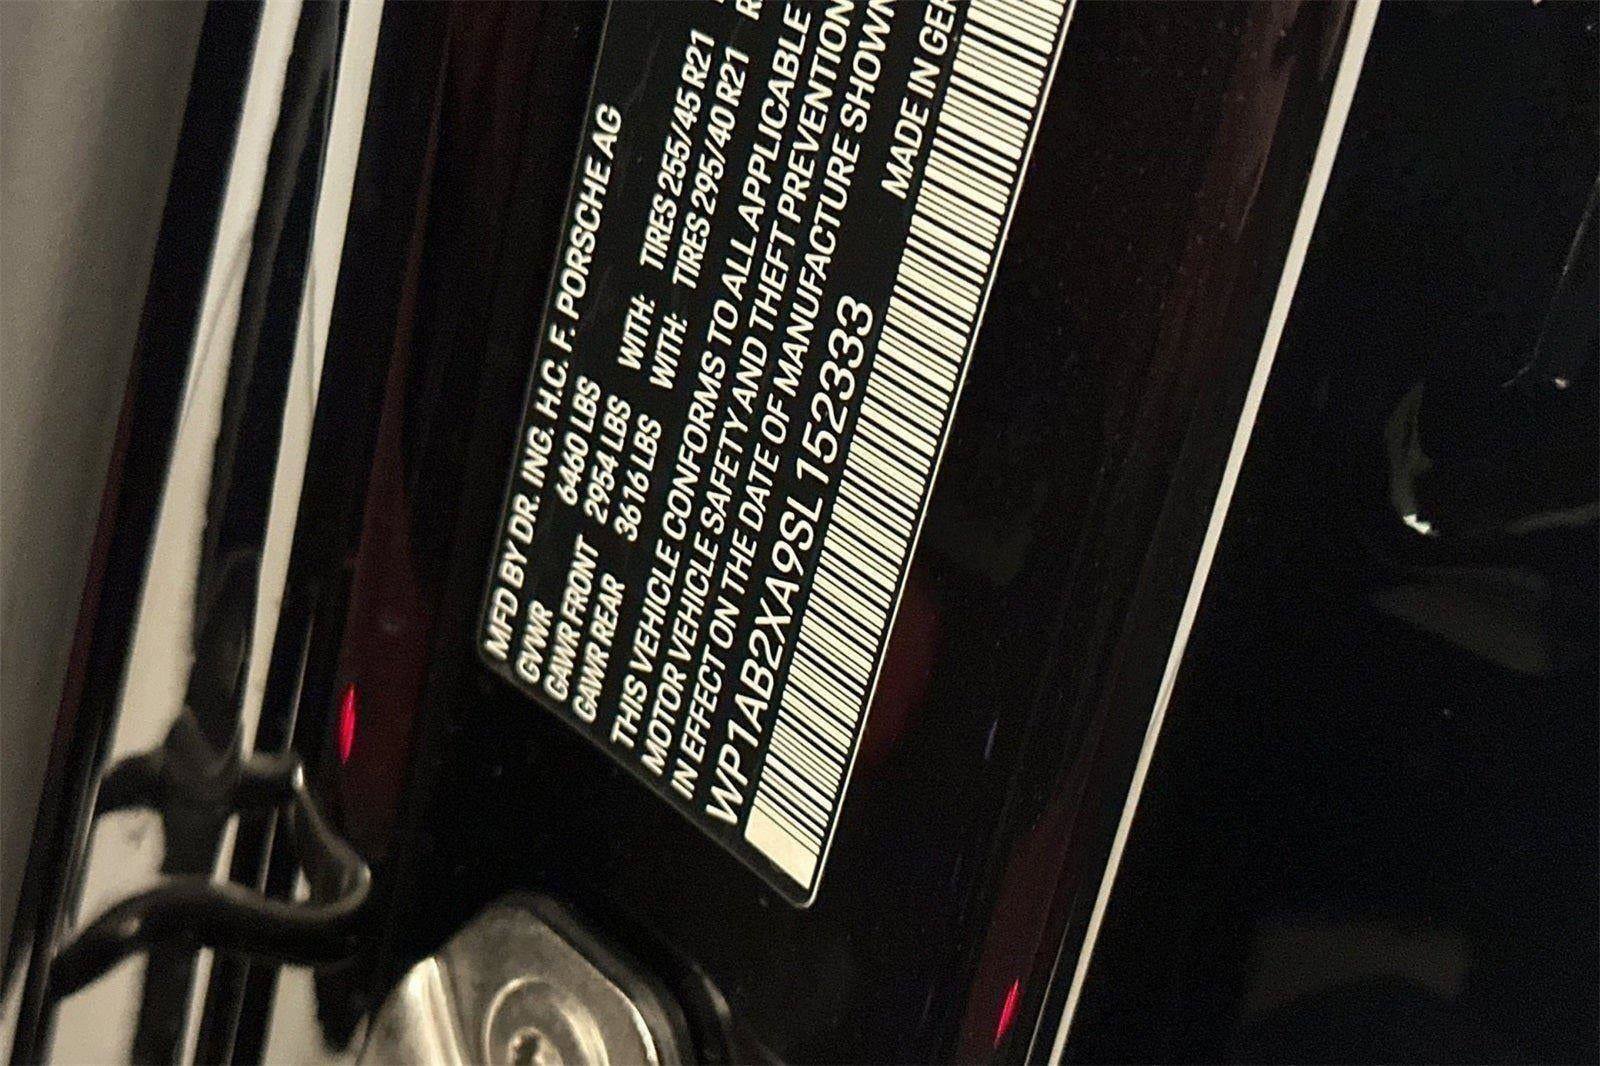 MFD BY DR. ING. H.C. F. PORSCHE AG
GVWR 6460 LBS
GAWR FRONT 2954 LBS WITH: TIRES 255/45 R21
GAWR REAR 3616 LBS WITH: TIRES 295/40 R21
THIS VEHICLE CONFORMS TO ALL APPLICABLE
MOTOR VEHICLE SAFETY AND THEFT PREVENTION
IN EFFECT ON THE DATE OF MANUFACTURE SHOWN
WP1AB2XA9SL152333 MADE IN GER